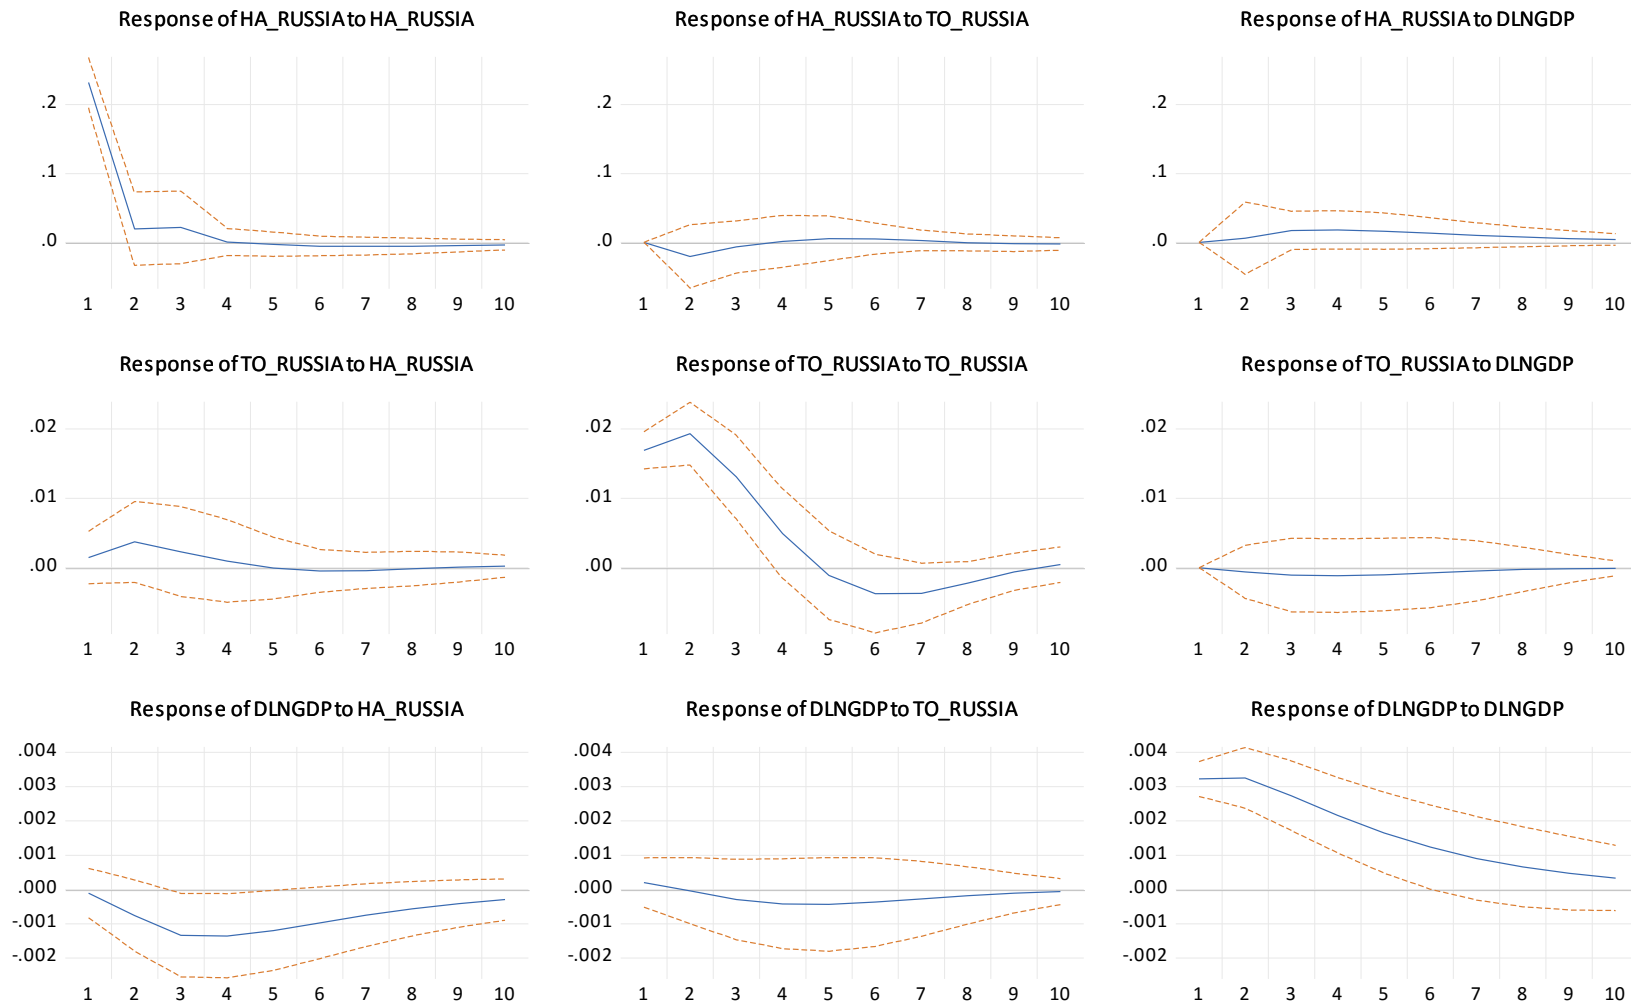 Response of HA_RUSSIA to HA_RUSSIA
.2
.1
.0
1 2 3 4 5 6 7 8 9 10
Response of HA_RUSSIA to TO_RUSSIA
.2
.1
.0
1 2 3 4 5 6 7 8 9 10
Response of HA_RUSSIA to DLNGDP
.2
.1
.0
1 2 3 4 5 6 7 8 9 10
Response of TO_RUSSIA to HA_RUSSIA
.02
.01
.00
1 2 3 4 5 6 7 8 9 10
Response of TO_RUSSIA to TO_RUSSIA
.02
.01
.00
1 2 3 4 5 6 7 8 9 10
Response of TO_RUSSIA to DLNGDP
.02
.01
.00
1 2 3 4 5 6 7 8 9 10
Response of DLNGDP to HA_RUSSIA
.004
.003
.002
.001
.000
-.001
-.002
1 2 3 4 5 6 7 8 9 10
Response of DLNGDP to TO_RUSSIA
.004
.003
.002
.001
.000
-.001
-.002
1 2 3 4 5 6 7 8 9 10
Response of DLNGDP to DLNGDP
.004
.003
.002
.001
.000
-.001
-.002
1 2 3 4 5 6 7 8 9 10